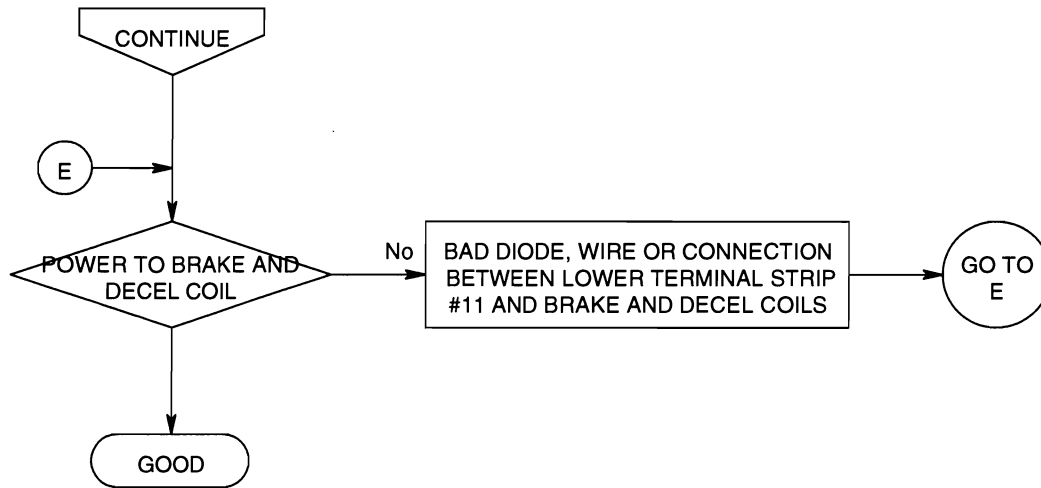 CONTINUE
E
POWER TO BRAKE AND
DECEL COIL
No
BAD DIODE, WIRE OR CONNECTION
BETWEEN LOWER TERMINAL STRIP
#11 AND BRAKE AND DECEL COILS
GO TO
E
GOOD